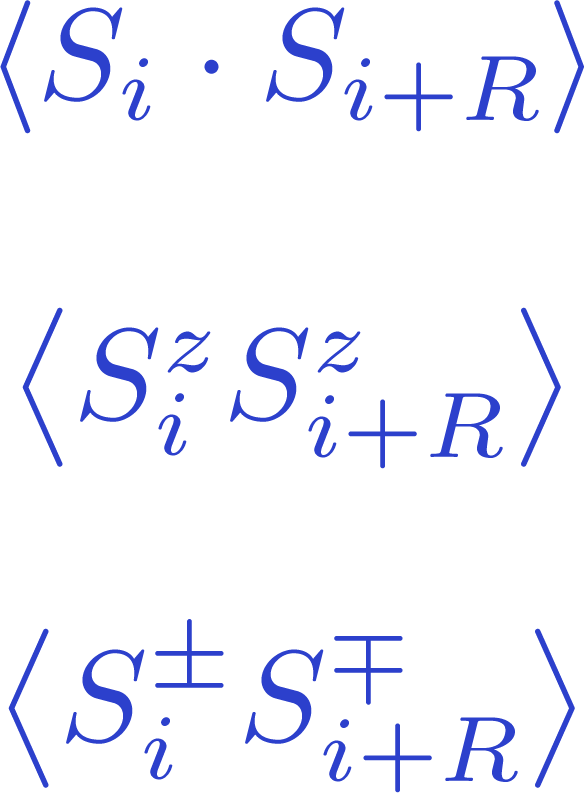 ⟨S_i · S_{i+R}⟩
⟨S_i^z S_{i+R}^z⟩
⟨S_i^± S_{i+R}^∓⟩